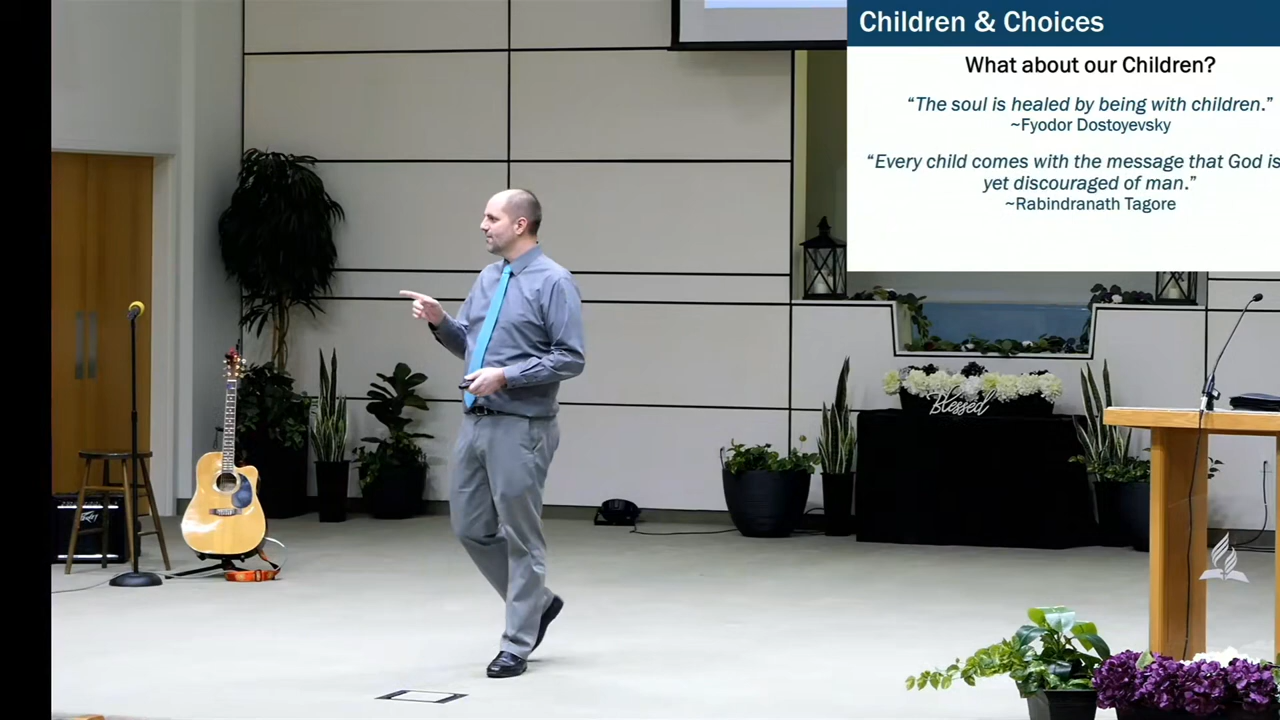 Children & Choices
What about our Children?
“The soul is healed by being with children.”
~Fyodor Dostoyevsky
“Every child comes with the message that God is
yet discouraged of man.”
~Rabindranath Tagore
Blessed
PEAVEY